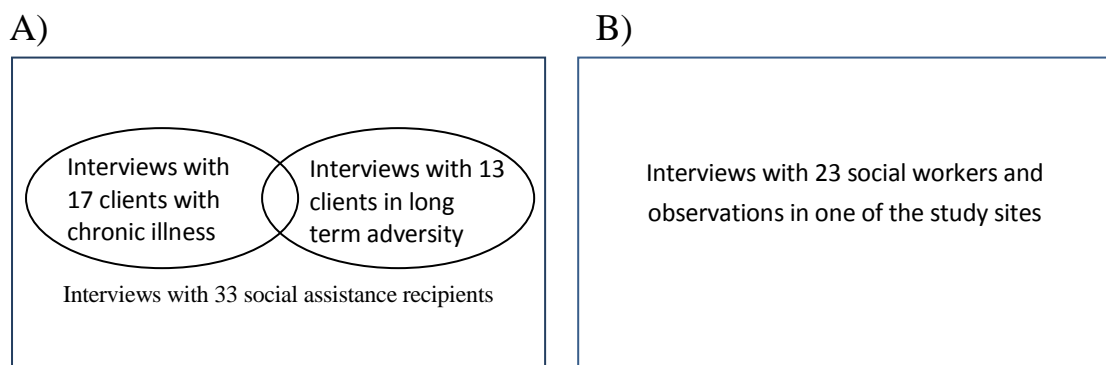 A)
B)
Interviews with
17 clients with
chronic illness
Interviews with 13
clients in long
term adversity
Interviews with 33 social assistance recipients
Interviews with 23 social workers and
observations in one of the study sites